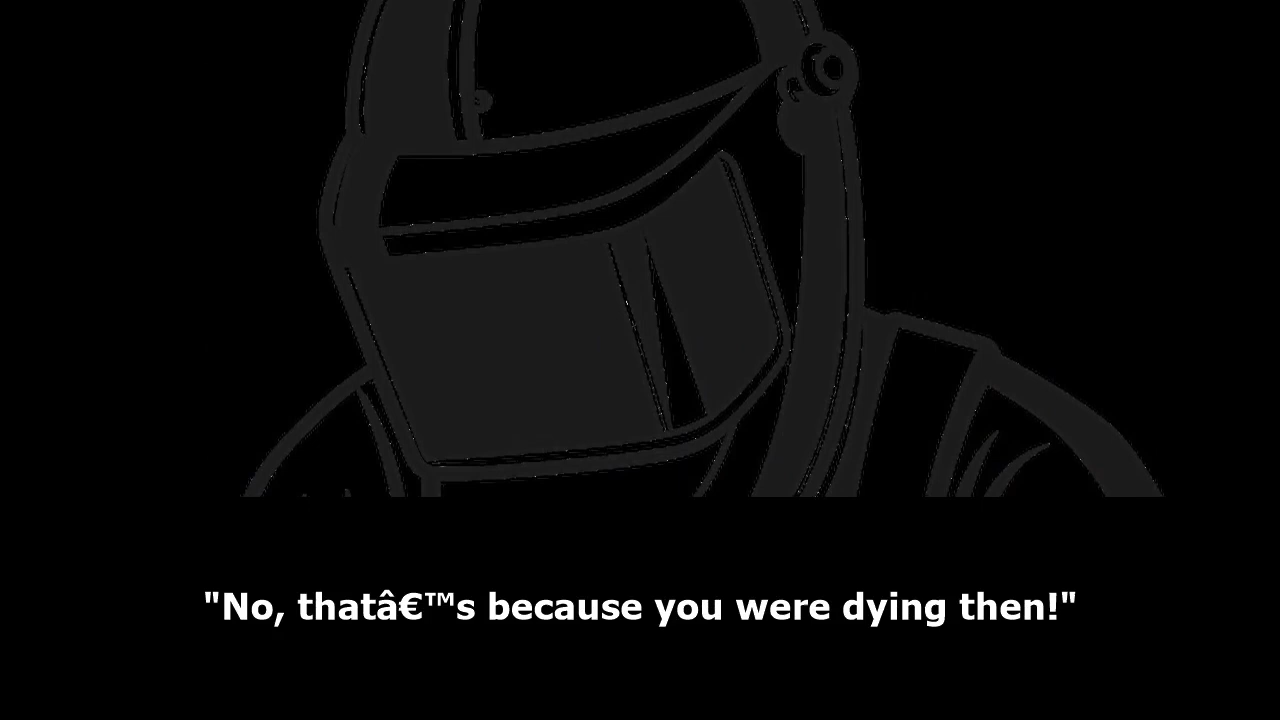 "No, thatâ€™s because you were dying then!"